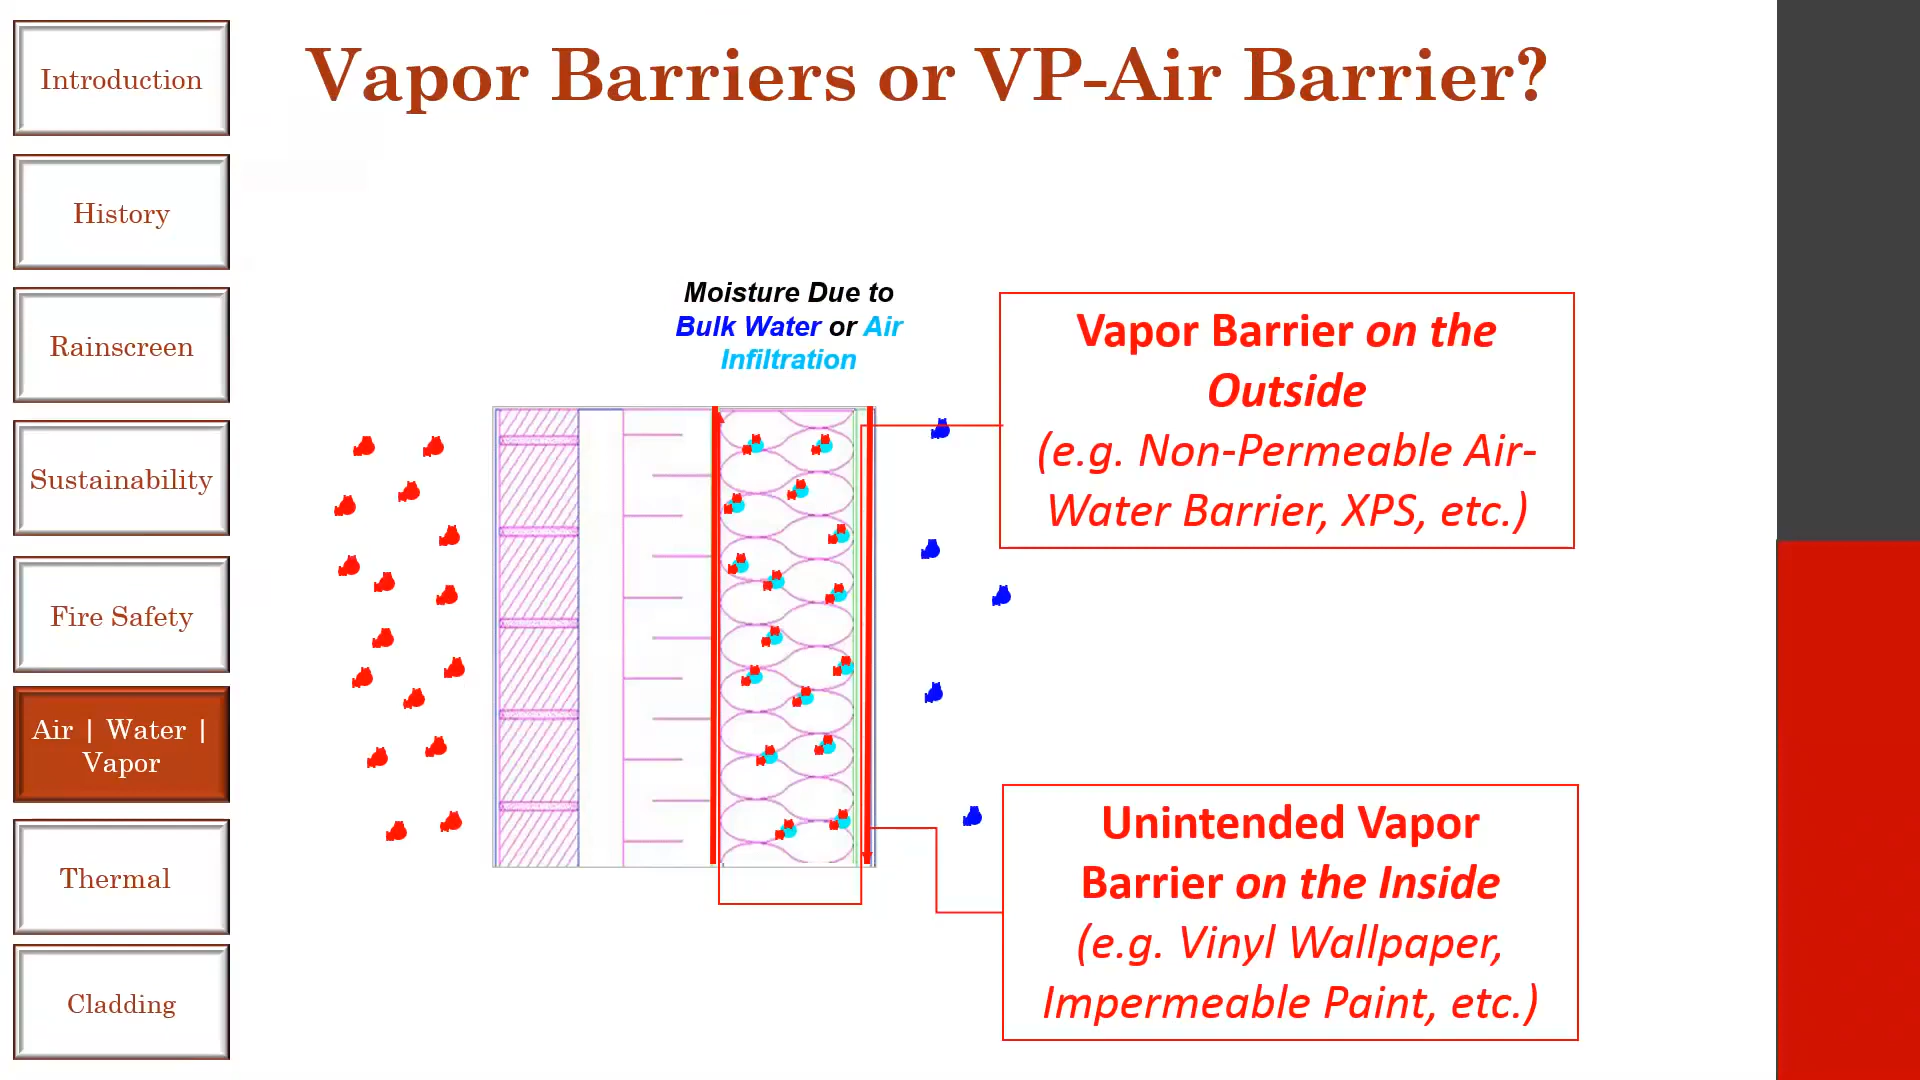 Vapor Barriers or VP-Air Barrier?
Introduction
History
Rainscreen
Sustainability
Fire Safety
Air | Water |
Vapor
Thermal
Cladding
Moisture Due to
Bulk Water or Air
Infiltration
Vapor Barrier on the
Outside
(e.g. Non-Permeable Air-
Water Barrier, XPS, etc.)
Unintended Vapor
Barrier on the Inside
(e.g. Vinyl Wallpaper,
Impermeable Paint, etc.)